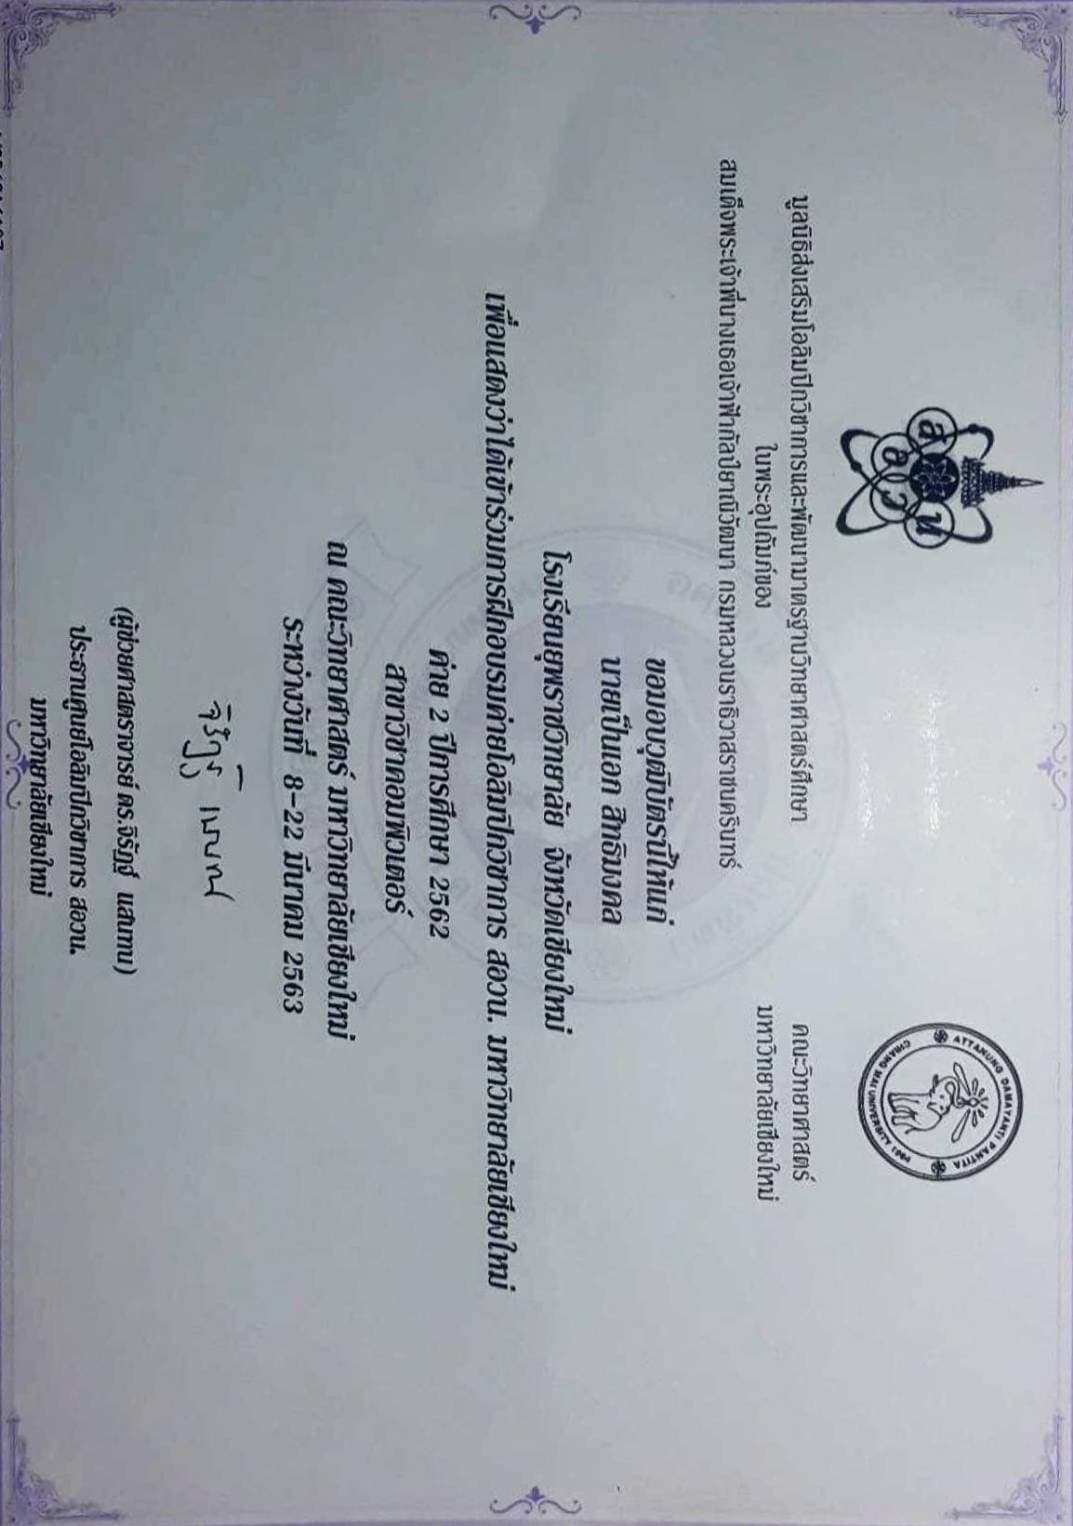 ส อ ว น
ATTANUNG DAMAYANTI PANTITA
CHIANG MAI UNIVERSITY 1964
มูลนิธิส่งเสริมโอลิมปิกวิชาการและพัฒนามาตรฐานวิทยาศาสตร์ศึกษา
ในพระอุปถัมภ์ของ
สมเด็จพระเจ้าพี่นางเธอเจ้าฟ้ากัลป์ยาณิวัฒนา กรมหลวงนราธิวาสราชนครินทร์
คณะวิทยาศาสตร์
มหาวิทยาลัยเชียงใหม่
ขอมอบวุฒิบัตรนี้ให้แก่
นายเป็นเอก สิทธิมงคล
โรงเรียนยุพราชวิทยาลัย จังหวัดเชียงใหม่
เพื่อแสดงว่าได้เข้าร่วมการฝึกอบรมค่ายโอลิมปิกวิชาการ สอวน. มหาวิทยาลัยเชียงใหม่
ค่าย 2 ปีการศึกษา 2562
สาขาวิชาคอมพิวเตอร์
ณ คณะวิทยาศาสตร์ มหาวิทยาลัยเชียงใหม่
ระหว่างวันที่ 8-22 มีนาคม 2563
(ผู้ช่วยศาสตราจารย์ ดร.จิรัฏฐ์ แสนทน)
ประธานศูนย์โอลิมปิกวิชาการ สอวน.
มหาวิทยาลัยเชียงใหม่